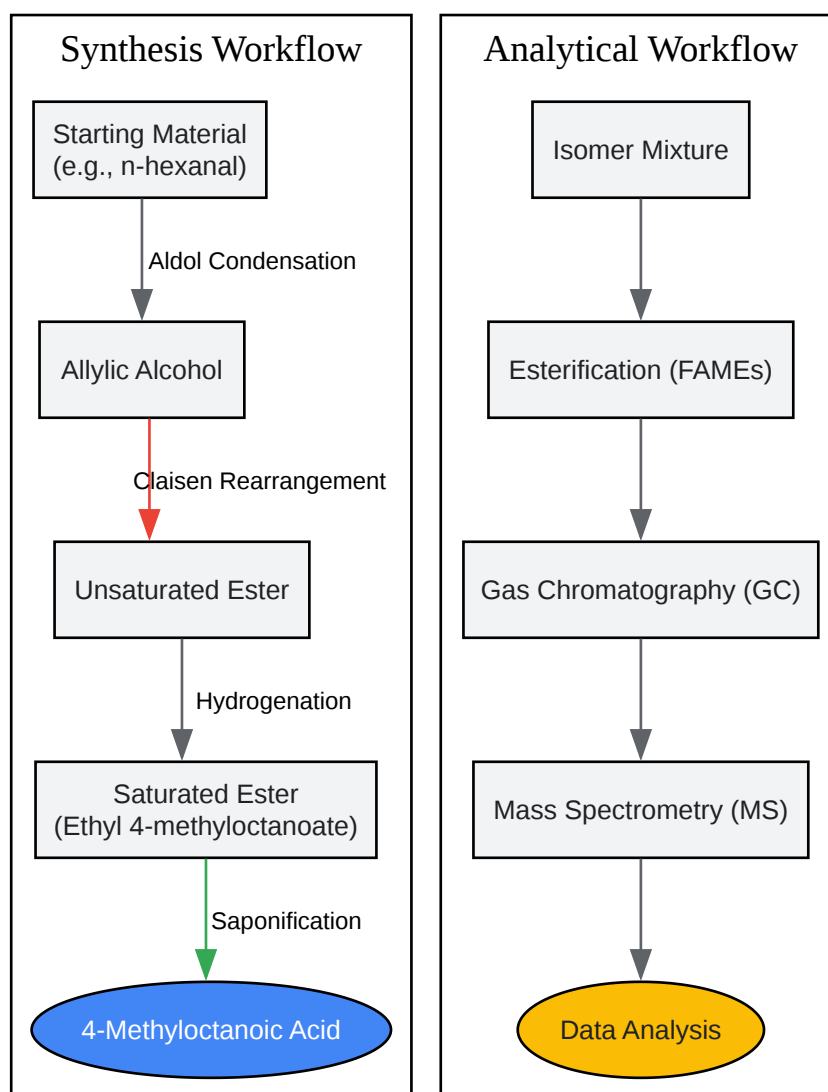 Synthesis Workflow
Starting Material
(e.g., n-hexanal)
Aldol Condensation
Allylic Alcohol
Claisen Rearrangement
Unsaturated Ester
Hydrogenation
Saturated Ester
(Ethyl 4-methyloctanoate)
Saponification
4-Methyloctanoic Acid
Analytical Workflow
Isomer Mixture
Esterification (FAMEs)
Gas Chromatography (GC)
Mass Spectrometry (MS)
Data Analysis